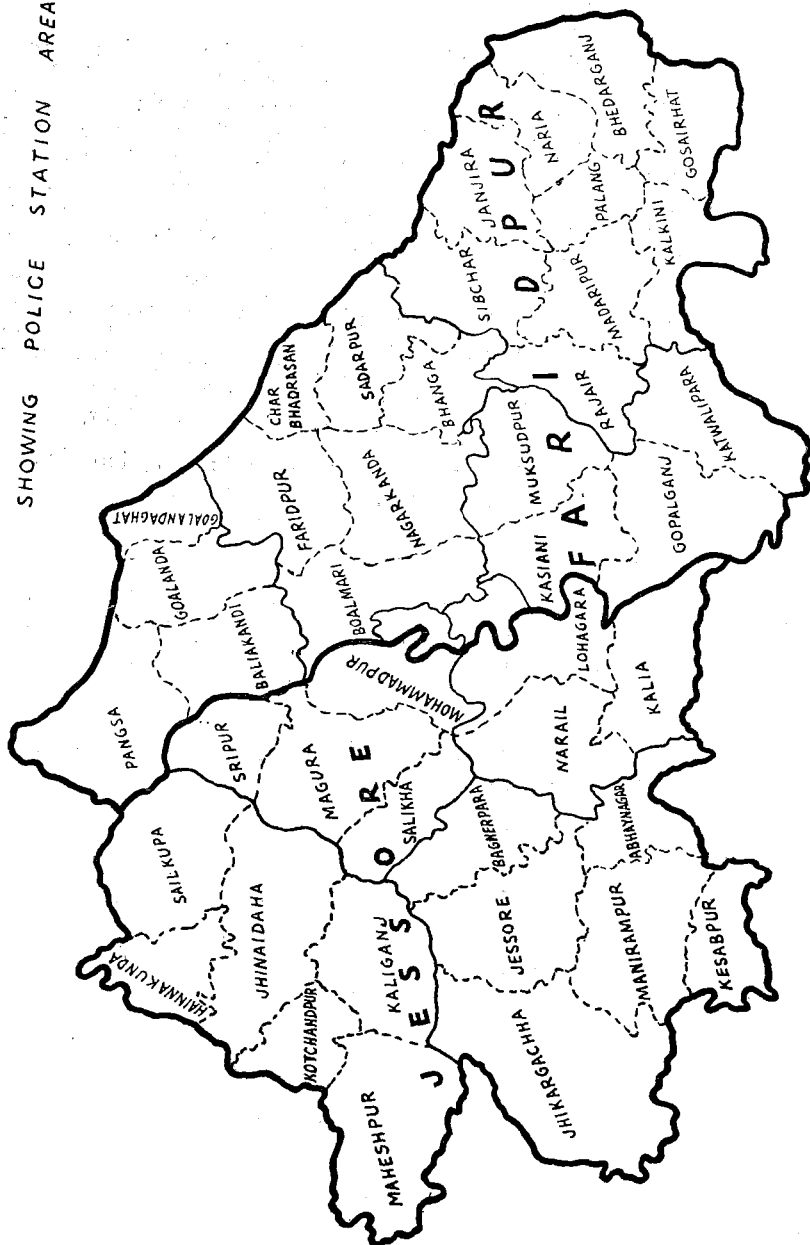 SHOWING POLICE STATION AREA
PANGSA
GOALANDA
GOALANDAGHAT
BALIAKANDI
FARIDPUR
CHAR
BHADRASAN
SADARPUR
BOALMARI
NAGARKANDA
BHANGA
SIBCHAR
JANJIRA
NARIA
BHEDARGANJ
PALANG
GOSAIRHAT
MADARIPUR
KALKINI
RAJAIR
MUKSUDPUR
KASIANI
GOPALGANJ
KATWALIPARA
FARIDPUR
SAILKUPA
HAINNAKUNDA
JHINAIDAHA
SRIPUR
MAGURA
MOHAMMADPUR
SALIKHA
KOTCHANDPUR
KALIGANJ
MAHESHPUR
JESSORE
BAGNERPARA
NARAIL
LOHAGARA
KALIA
JESSORE
ABHAYNAGAR
JHIKARGACHHA
MANIRAMPUR
KESABPUR